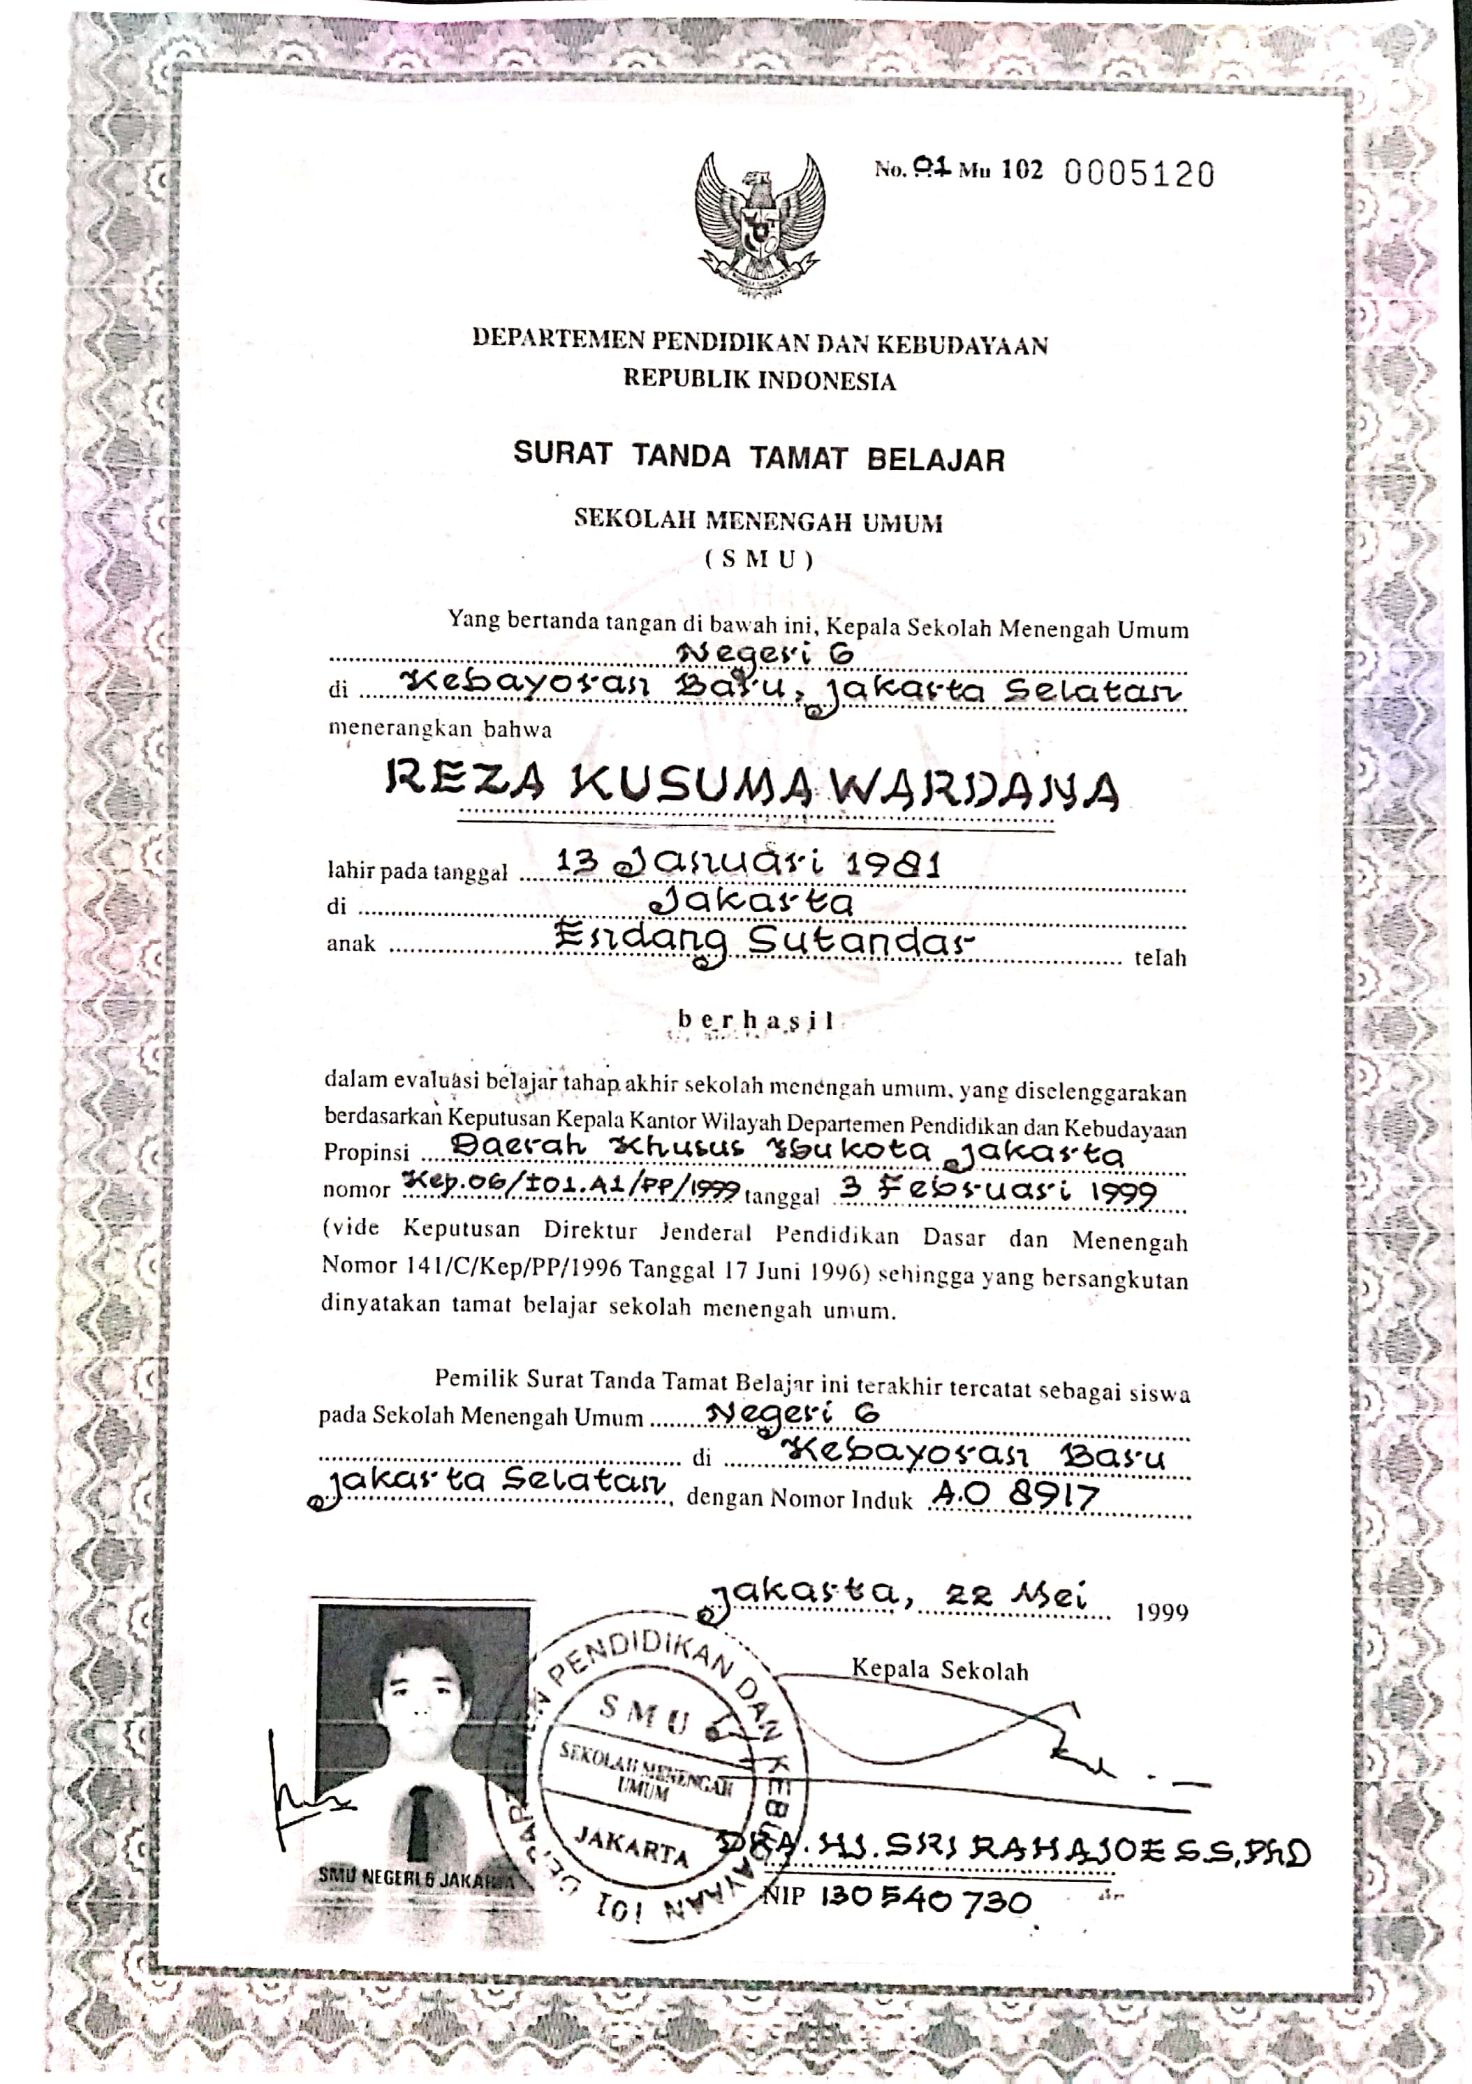 No. 01 Mu 102 0005120
DEPARTEMEN PENDIDIKAN DAN KEBUDAYAAN
REPUBLIK INDONESIA
SURAT TANDA TAMAT BELAJAR
SEKOLAH MENENGAH UMUM
( S M U )
Yang bertanda tangan di bawah ini, Kepala Sekolah Menengah Umum
Negeri 6
di Kebayoran Baru, Jakarta Selatan
menerangkan bahwa
REZA KUSUMA WARDANA
lahir pada tanggal 13 Januari 1981
di Jakarta
anak Endang Sutandar telah
berhasil
dalam evaluasi belajar tahap akhir sekolah menengah umum, yang diselenggarakan
berdasarkan Keputusan Kepala Kantor Wilayah Departemen Pendidikan dan Kebudayaan
Propinsi Daerah Khusus Ibukota Jakarta
nomor Kep.06/I01.A1/PP/1999 tanggal 3 Februari 1999
(vide Keputusan Direktur Jenderal Pendidikan Dasar dan Menengah
Nomor 141/C/Kep/PP/1996 Tanggal 17 Juni 1996) sehingga yang bersangkutan
dinyatakan tamat belajar sekolah menengah umum.
Pemilik Surat Tanda Tamat Belajar ini terakhir tercatat sebagai siswa
pada Sekolah Menengah Umum Negeri 6
di Kebayoran Baru
Jakarta Selatan, dengan Nomor Induk A.0 8917
Jakarta, 22 Mei 1999
Kepala Sekolah
DEPARTEMEN PENDIDIKAN DAN KEBUDAYAAN I01
SMU 6
SEKOLAH MENENGAH
UMUM
JAKARTA
SMU NEGERI 6 JAKARTA
DRA. HJ. SRI RAHAJOE S.S, PhD
NIP 130 540 730